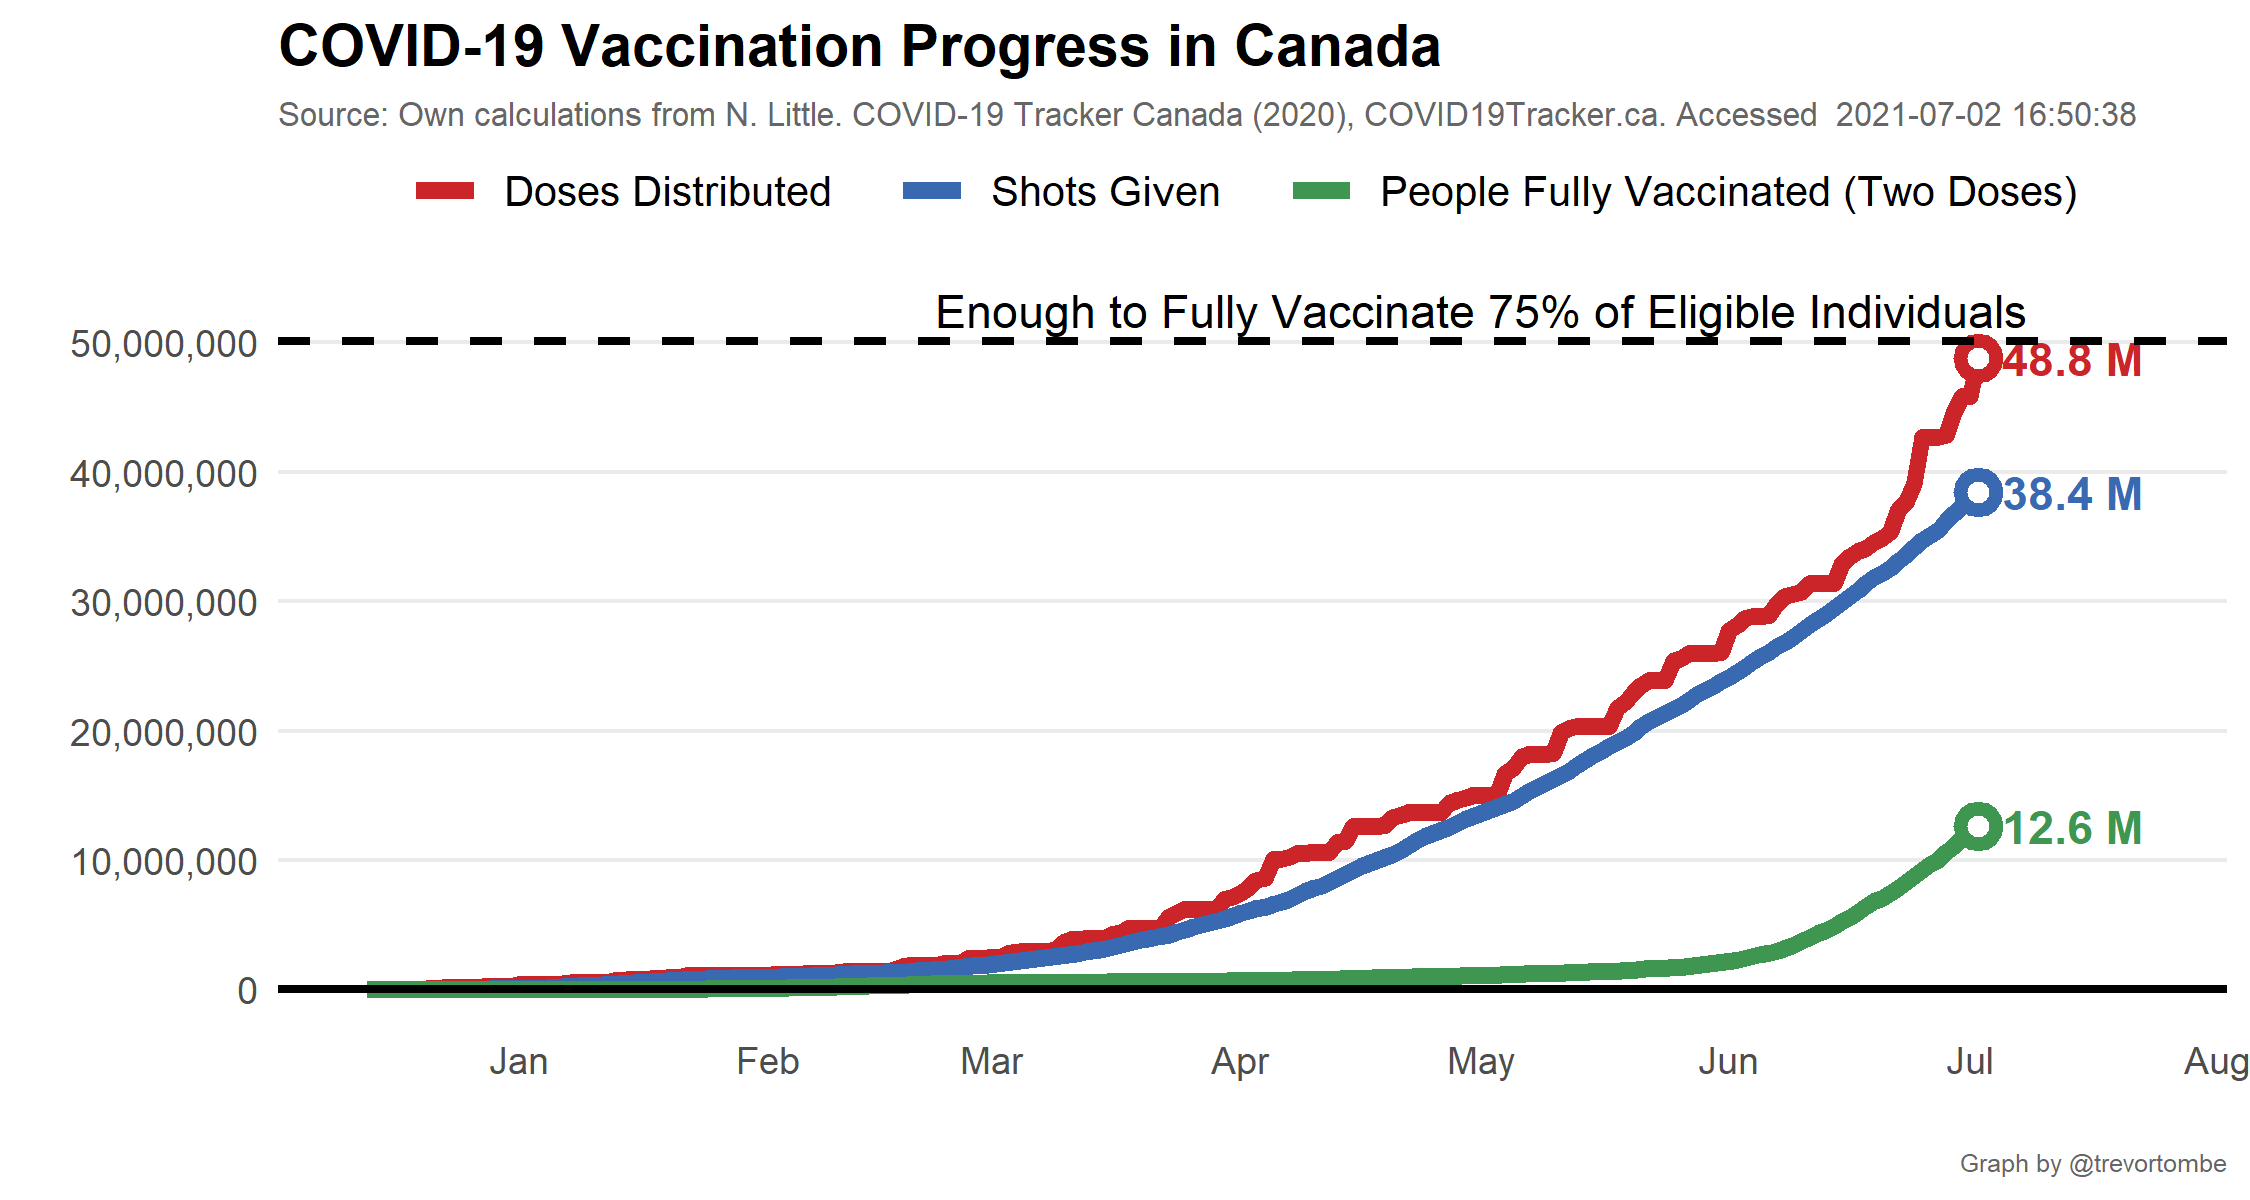 COVID-19 Vaccination Progress in Canada
Source: Own calculations from N. Little. COVID-19 Tracker Canada (2020), COVID19Tracker.ca. Accessed  2021-07-02 16:50:38
Doses Distributed Shots Given People Fully Vaccinated (Two Doses)
Enough to Fully Vaccinate 75% of Eligible Individuals
50,000,000
48.8 M
40,000,000
38.4 M
30,000,000
20,000,000
12.6 M
10,000,000
0
Jan Feb Mar Apr May Jun Jul Aug
Graph by @trevortombe